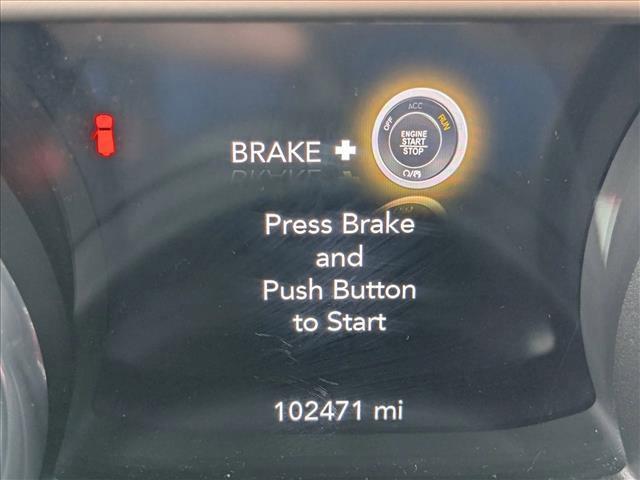 OFF ACC RUN
ENGINE
START
STOP
BRAKE +
Press Brake
and
Push Button
to Start
102471 mi